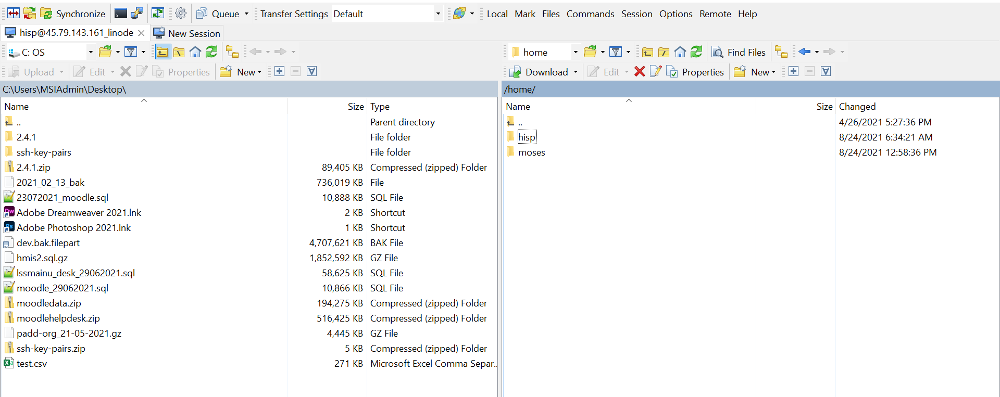 Synchronize Queue Transfer Settings Default Local Mark Files Commands Session Options Remote Help
hisp@45.79.143.161_linode × New Session
C: OS home Find Files
Upload Edit Properties New Download Edit Properties New
C:\Users\MSIAdmin\Desktop\ /home/
Name Size Type Name Size Changed
.. Parent directory .. 4/26/2021 5:27:36 PM
2.4.1 File folder hisp 8/24/2021 6:34:21 AM
ssh-key-pairs File folder moses 8/24/2021 12:58:36 PM
2.4.1.zip 89,405 KB Compressed (zipped) Folder
2021_02_13_bak 736,019 KB File
23072021_moodle.sql 10,888 KB SQL File
Dw Adobe Dreamweaver 2021.lnk 2 KB Shortcut
Ps Adobe Photoshop 2021.lnk 1 KB Shortcut
dev.bak.filepart 4,707,621 KB BAK File
hmis2.sql.gz 1,852,592 KB GZ File
lssmainu_desk_29062021.sql 58,625 KB SQL File
moodle_29062021.sql 10,866 KB SQL File
moodledata.zip 194,275 KB Compressed (zipped) Folder
moodlehelpdesk.zip 516,425 KB Compressed (zipped) Folder
padd-org_21-05-2021.gz 4,445 KB GZ File
ssh-key-pairs.zip 5 KB Compressed (zipped) Folder
test.csv 271 KB Microsoft Excel Comma Separ..